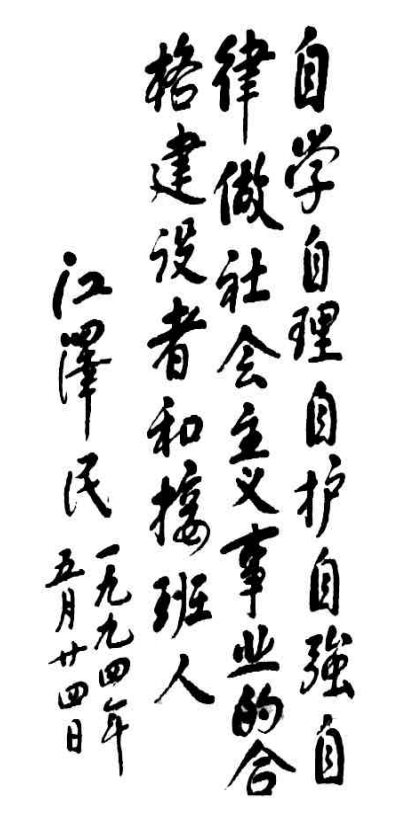 自学自理自护自強自
律做社会主义事业的合
格建设者和接班人
江澤民
一九九四年
五月廿四日